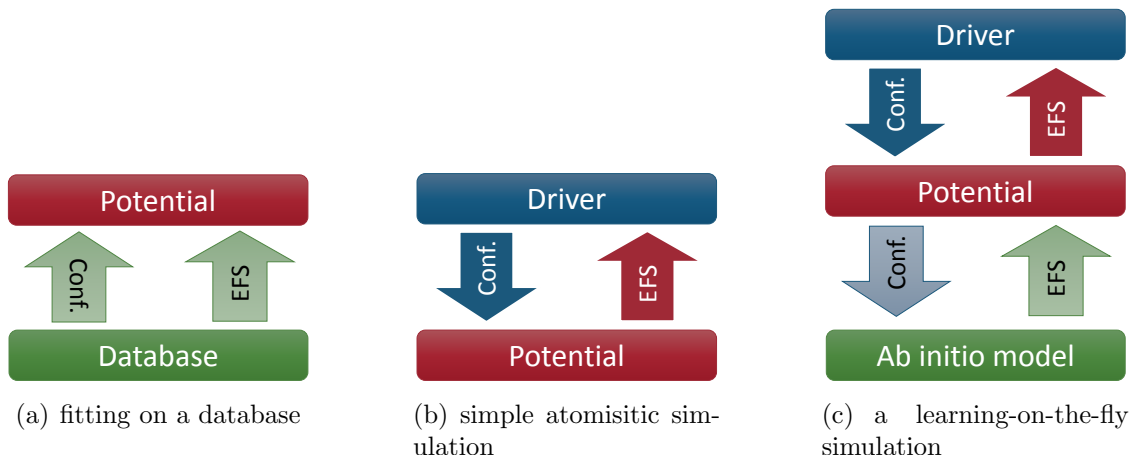 Potential
Conf.
EFS
Database
(a) fitting on a database
Driver
Conf.
EFS
Potential
(b) simple atomisitic sim-
ulation
Driver
Conf.
EFS
Potential
Conf.
EFS
Ab initio model
(c) a learning-on-the-fly
simulation